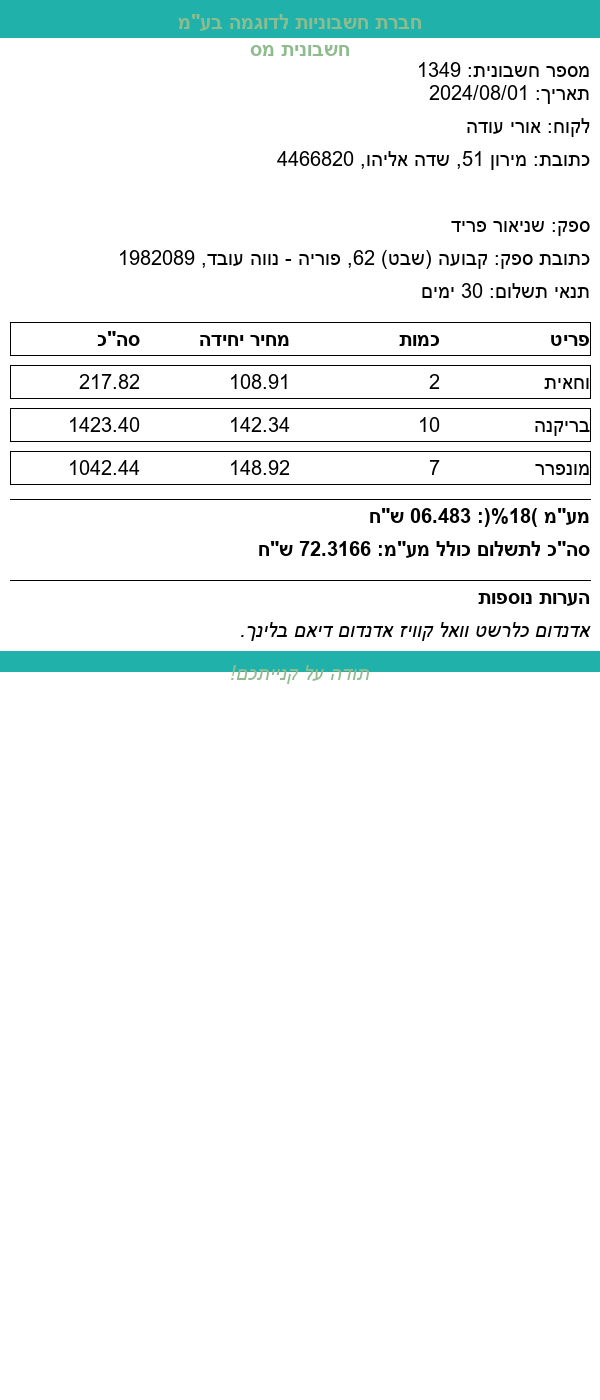 חברת חשבוניות לדוגמה בע"מ
חשבונית מס
מספר חשבונית: 1349
תאריך: 2024/08/01
לקוח: אורי עודה
כתובת: מירון 51, שדה אליהו, 4466820
ספק: שניאור פריד
כתובת ספק: קבועה (שבט) 62, פוריה - נווה עובד, 1982089
תנאי תשלום: 30 ימים
פריט כמות מחיר יחידה סה"כ
וחאית 2 108.91 217.82
בריקנה 10 142.34 1423.40
מונפרר 7 148.92 1042.44
מע"מ )18%(: 06.483 ש"ח
סה"כ לתשלום כולל מע"מ: 72.3166 ש"ח
הערות נוספות
אדנדום כלרשט וואל קוויז אדנדום דיאם בלינך.
תודה על קנייתכם!